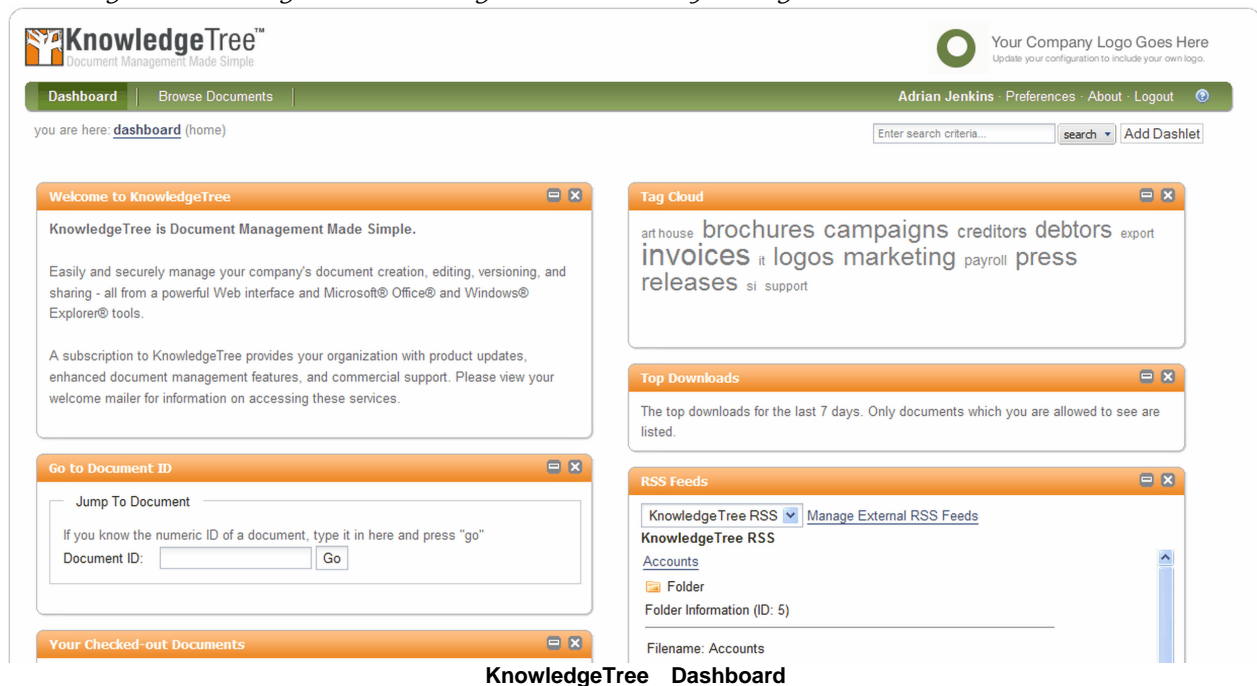 KnowledgeTree™
Document Management Made Simple
Your Company Logo Goes Here
Update your configuration to include your own logo.
Dashboard
Browse Documents
Adrian Jenkins · Preferences · About · Logout
?
you are here: dashboard (home)
Enter search criteria...
search
Add Dashlet
Welcome to KnowledgeTree
KnowledgeTree is Document Management Made Simple.
Easily and securely manage your company's document creation, editing, versioning, and
sharing - all from a powerful Web interface and Microsoft® Office® and Windows®
Explorer® tools.
A subscription to KnowledgeTree provides your organization with product updates,
enhanced document management features, and commercial support. Please view your
welcome mailer for information on accessing these services.
Go to Document ID
Jump To Document
If you know the numeric ID of a document, type it in here and press "go"
Document ID:
Go
Your Checked-out Documents
Tag Cloud
art house brochures campaigns creditors debtors export
invoices it logos marketing payroll press
releases si support
Top Downloads
The top downloads for the last 7 days. Only documents which you are allowed to see are
listed.
RSS Feeds
KnowledgeTree RSS
Manage External RSS Feeds
KnowledgeTree RSS
Accounts
Folder
Folder Information (ID: 5)
Filename: Accounts
KnowledgeTree Dashboard